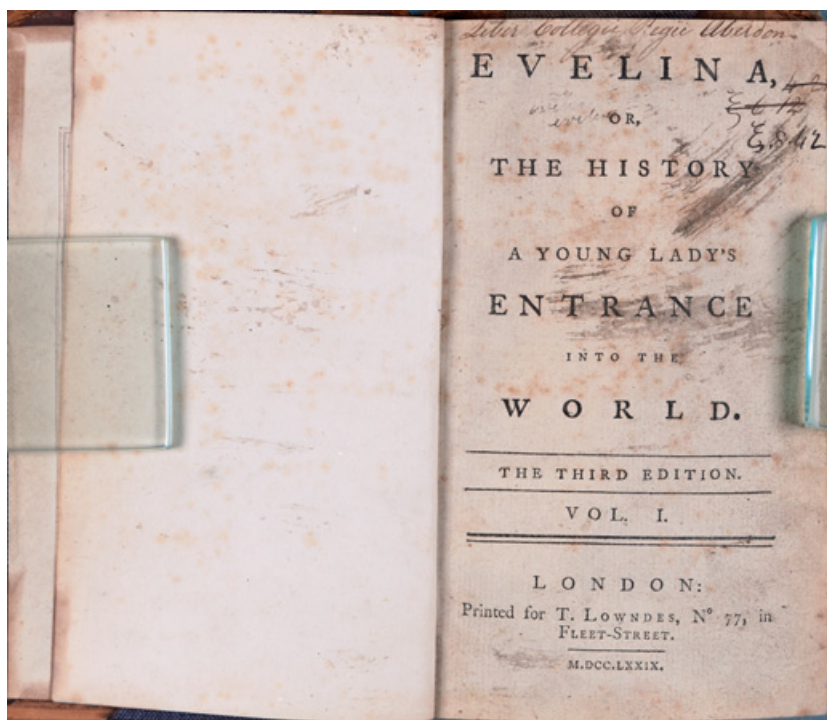 Liber Collegii Regii Aberdon.
EVELINA,
OR,
THE HISTORY
OF
A YOUNG LADY'S
ENTRANCE
INTO THE
WORLD.
THE THIRD EDITION.
VOL. I.
LONDON:
Printed for T. LOWNDES, Nº 77, in
FLEET-STREET.
M.DCC.LXXIX.